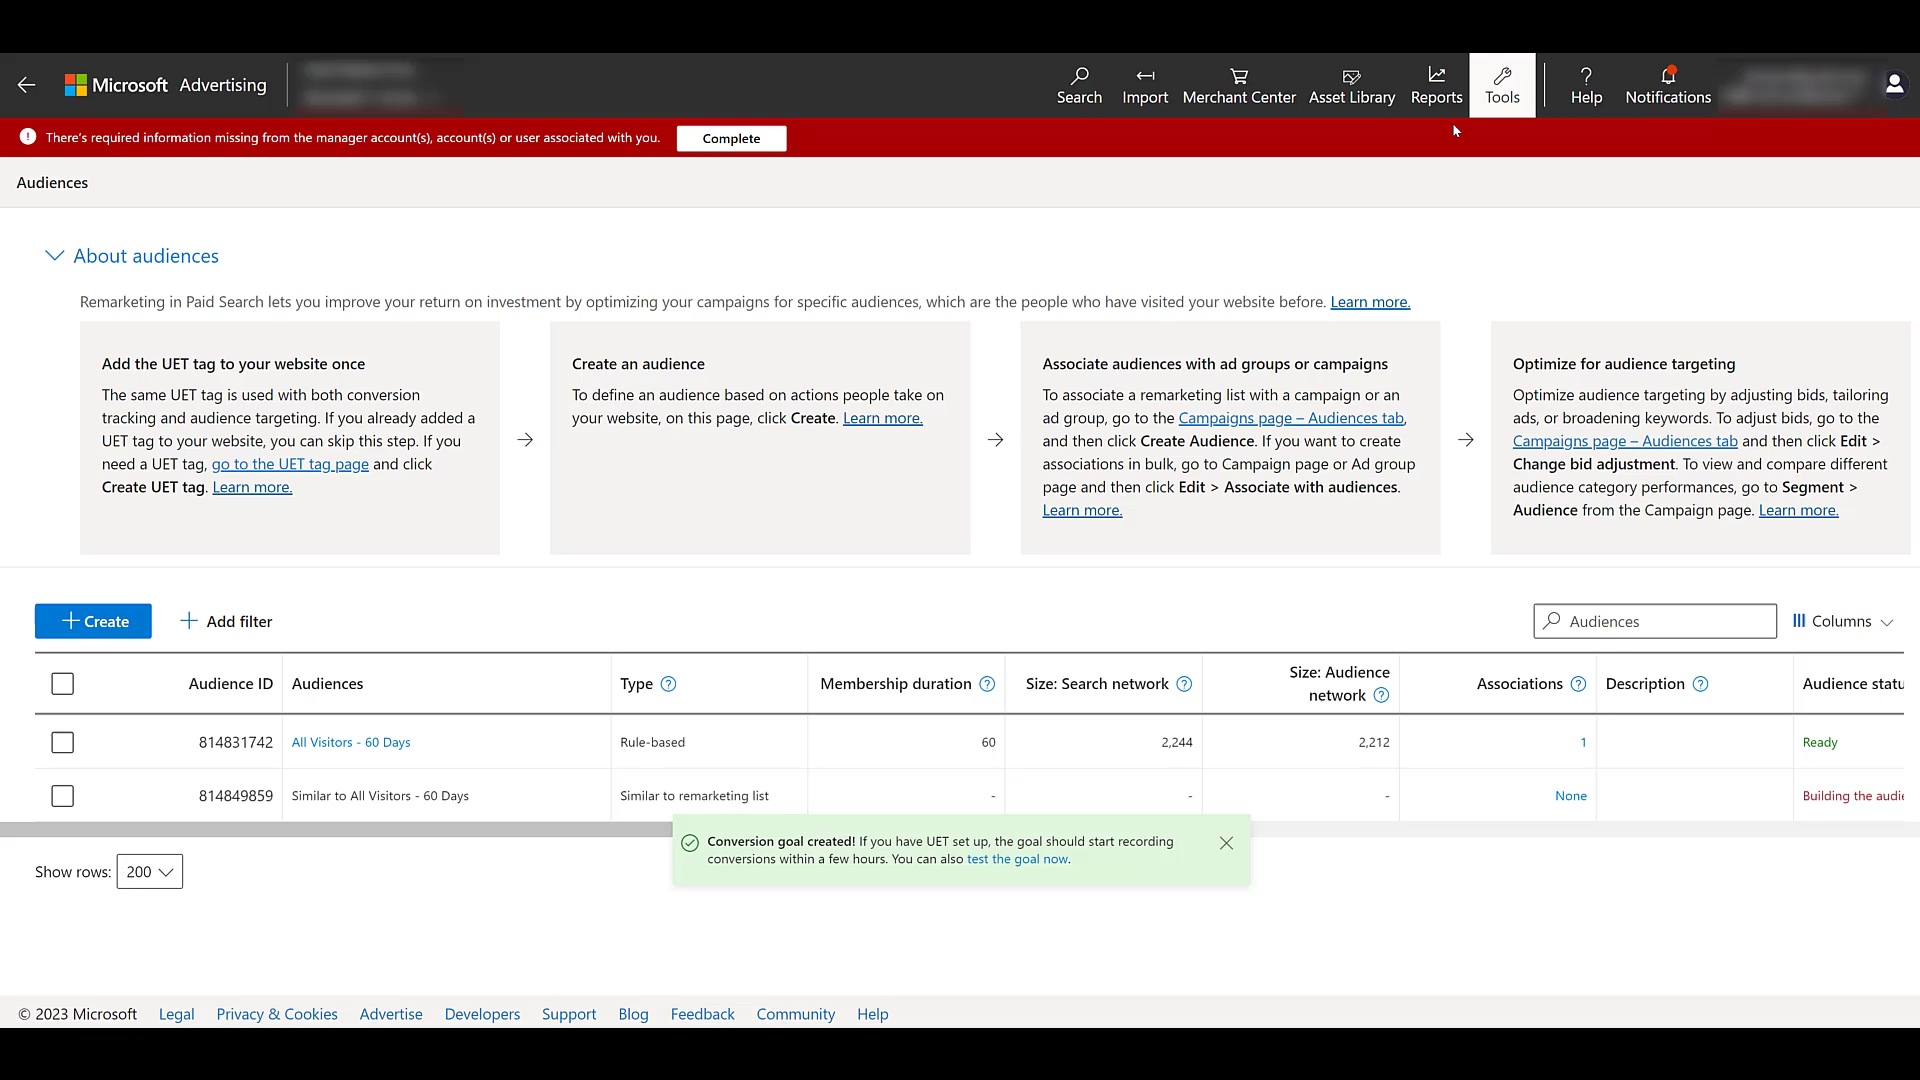 Microsoft Advertising
Search
Import
Merchant Center
Asset Library
Reports
Tools
Help
Notifications
There's required information missing from the manager account(s), account(s) or user associated with you.
Complete
Audiences
About audiences
Remarketing in Paid Search lets you improve your return on investment by optimizing your campaigns for specific audiences, which are the people who have visited your website before. Learn more.
Add the UET tag to your website once
The same UET tag is used with both conversion
tracking and audience targeting. If you already added a
UET tag to your website, you can skip this step. If you
need a UET tag, go to the UET tag page and click
Create UET tag. Learn more.
Create an audience
To define an audience based on actions people take on
your website, on this page, click Create. Learn more.
Associate audiences with ad groups or campaigns
To associate a remarketing list with a campaign or an
ad group, go to the Campaigns page – Audiences tab,
and then click Create Audience. If you want to create
associations in bulk, go to Campaign page or Ad group
page and then click Edit > Associate with audiences.
Learn more.
Optimize for audience targeting
Optimize audience targeting by adjusting bids, tailoring
ads, or broadening keywords. To adjust bids, go to the
Campaigns page – Audiences tab and then click Edit >
Change bid adjustment. To view and compare different
audience category performances, go to Segment >
Audience from the Campaign page. Learn more.
Create
Add filter
Audiences
Columns
Audience ID
Audiences
Type
Membership duration
Size: Search network
Size: Audience
network
Associations
Description
Audience statu
814831742
All Visitors - 60 Days
Rule-based
60
2,244
2,212
1
Ready
814849859
Similar to All Visitors - 60 Days
Similar to remarketing list
-
-
-
None
Building the audie
Conversion goal created! If you have UET set up, the goal should start recording
conversions within a few hours. You can also test the goal now.
Show rows: 200
© 2023 Microsoft
Legal
Privacy & Cookies
Advertise
Developers
Support
Blog
Feedback
Community
Help